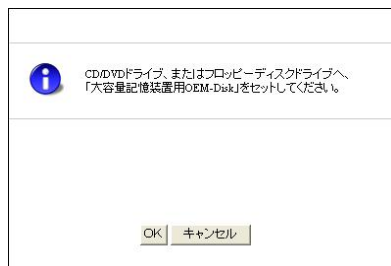 CD/DVDドライブ、またはフロッピーディスクドライブへ、
「大容量記憶装置用OEM-Disk」をセットしてください。
OK キャンセル